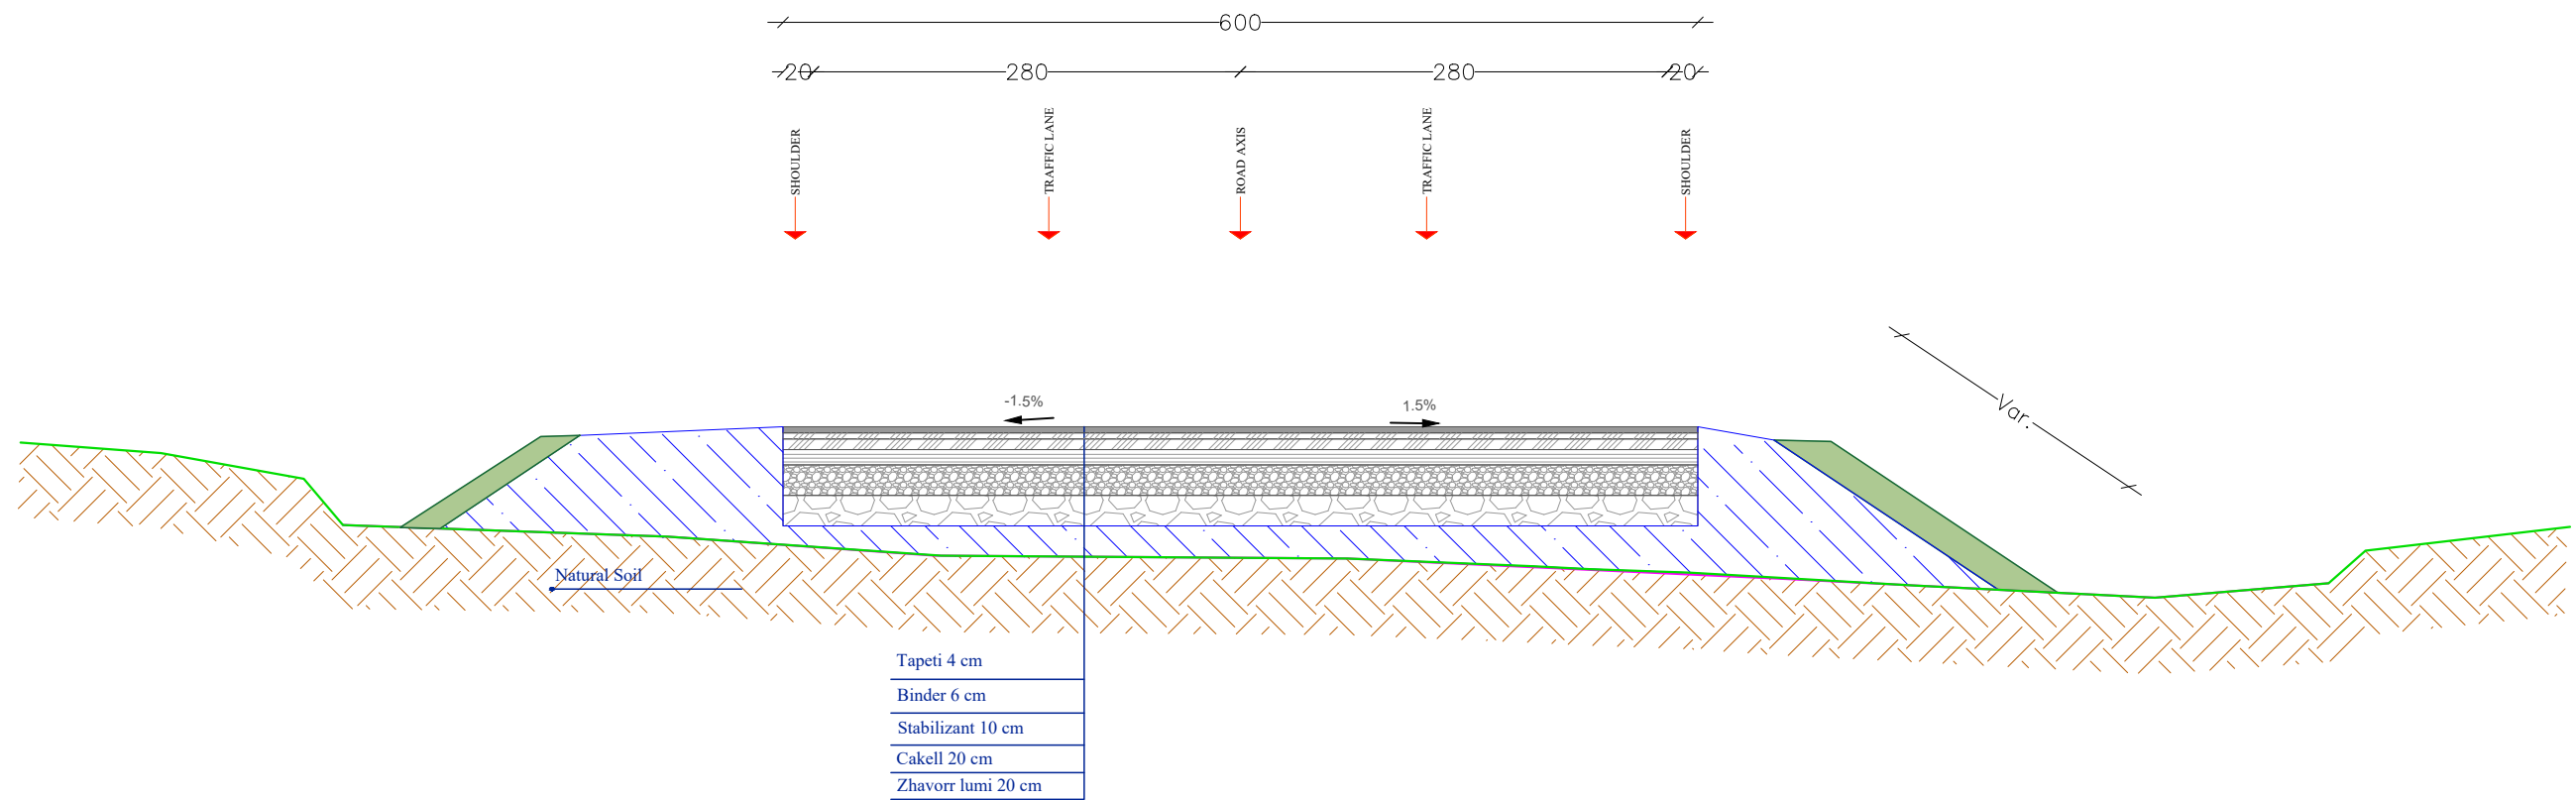 600
20
280
280
20
SHOULDER
TRAFFIC LANE
ROAD AXIS
TRAFFIC LANE
SHOULDER
Var.
-1.5%
1.5%
Natural Soil
Tapeti 4 cm
Binder 6 cm
Stabilizant 10 cm
Cakell 20 cm
Zhavorr lumi 20 cm